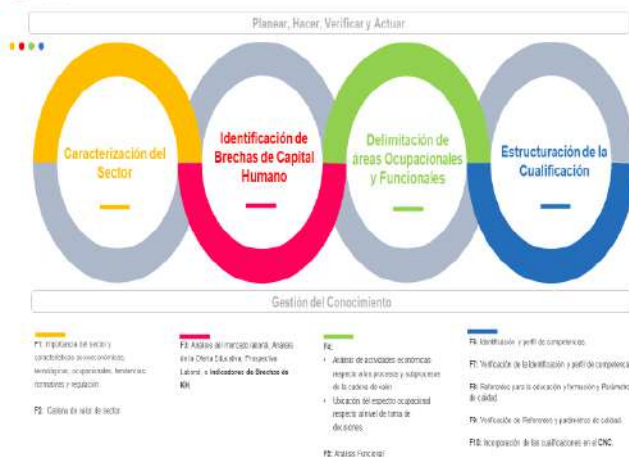 Planear, Hacer, Verificar y Actuar
Caracterización del
Sector
Identificación de
Brechas de Capital
Humano
Delimitación de
áreas Ocupacionales
y Funcionales
Estructuración de la
Cualificación
Gestión del Conocimiento
F1: Importancia del sector y
características socioeconómicas,
tecnológicas, ocupacionales, tendencias,
normativas y regulación.
F2: Cadena de valor de sector.
F3: Análisis del mercado laboral, Análisis
de la Oferta Educativa, Prospectiva
Laboral, e Indicadores de Brechas de
KH
F4:
• Análisis de actividades económicas
respecto a los procesos y subprocesos
de la cadena de valor
• Ubicación del espectro ocupacional
respecto al nivel de toma de
decisiones.
F5: Análisis Funcional
F6: Identificación y perfil de competencias.
F7: Verificación de la Identificación y perfil de competencia
F8: Referentes para la educación y formación y Parámetro
de calidad.
F9: Verificación de Referentes y parámetros de calidad.
F10: Incorporación de las cualificaciones en el CNC.